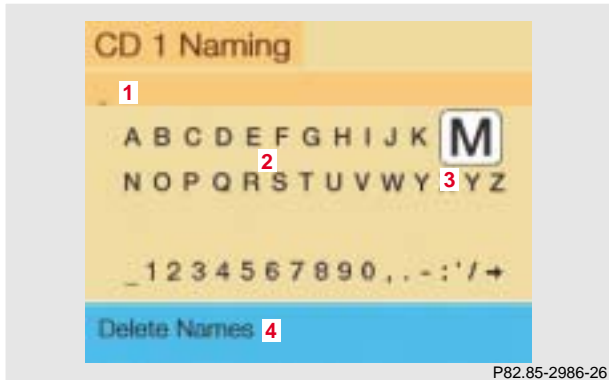 CD 1 Naming
_ 1
A B C D E F G H I J K M
2
N O P Q R S T U V W Y 3 Y Z
_ 1 2 3 4 5 6 7 8 9 0 , . - : ' / →
Delete Names 4
P82.85-2986-26